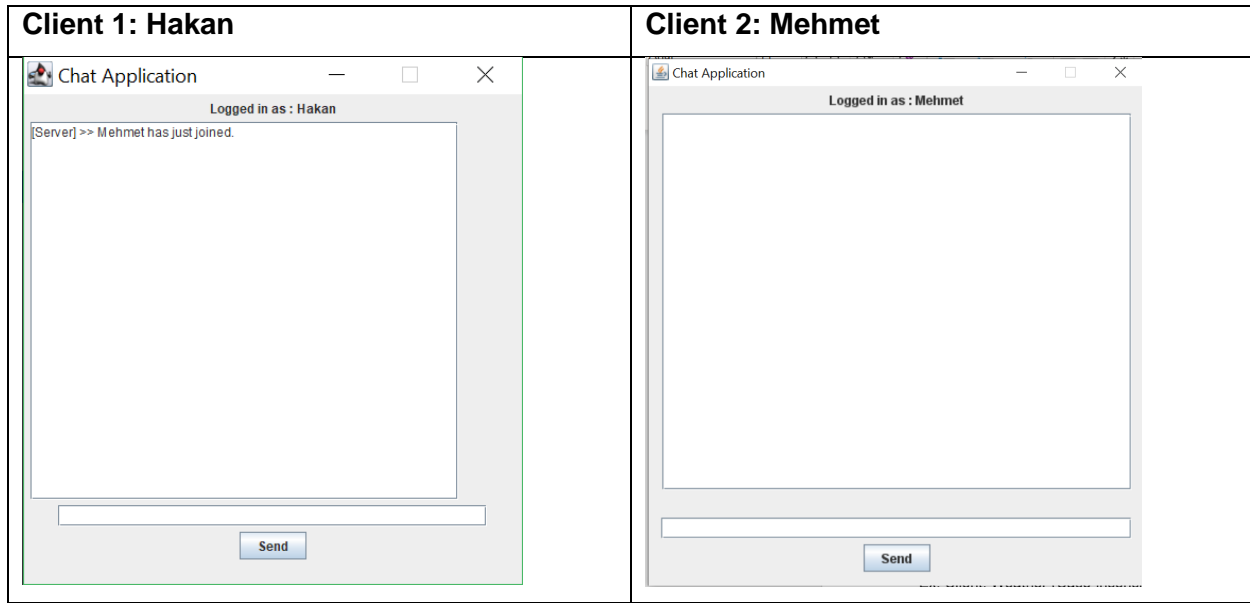 Client 1: Hakan
Client 2: Mehmet
Chat Application
Logged in as : Hakan
[Server] >> Mehmet has just joined.
Send
Chat Application
Logged in as : Mehmet
Send